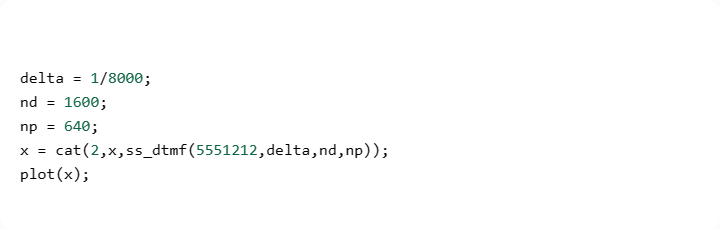 delta = 1/8000;
nd = 1600;
np = 640;
x = cat(2,x,ss_dtmf(5551212,delta,nd,np));
plot(x);